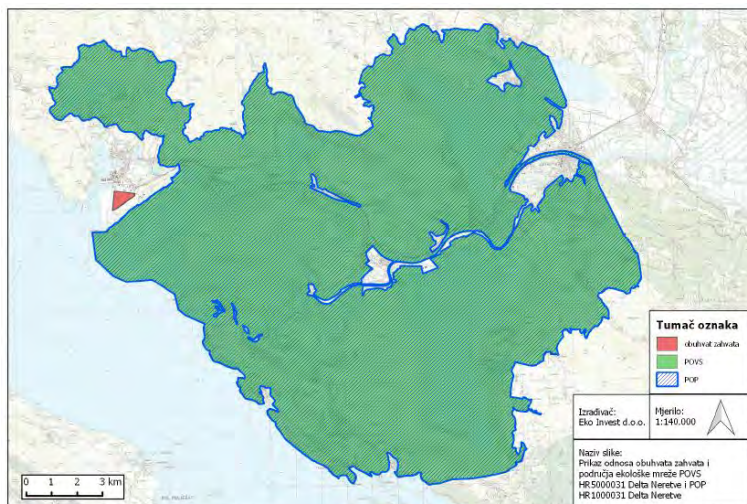 Tumač oznaka
obuhvat zahvata
POVS
POP
Izrađivač:
Eko Invest d.o.o.
Mjerilo:
1:140.000
Naziv slike:
Prikaz odnosa obuhvata zahvata i
područja ekološke mreže POVS
HR5000031 Delta Neretve i POP
HR1000031 Delta Neretve
0 1 2 3 km